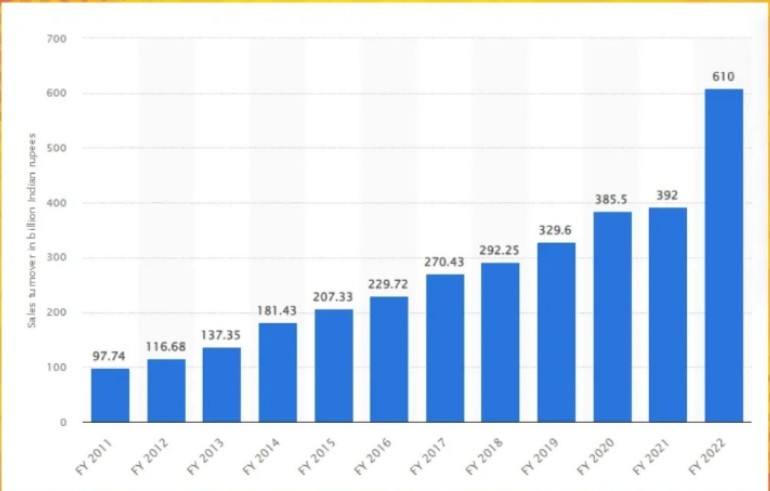 Sales turnover in billion Indian rupees
700
600
500
400
300
200
100
0
97.74
116.68
137.35
181.43
207.33
229.72
270.43
292.25
329.6
385.5
392
610
FY 2011
FY 2012
FY 2013
FY 2014
FY 2015
FY 2016
FY 2017
FY 2018
FY 2019
FY 2020
FY 2021
FY 2022